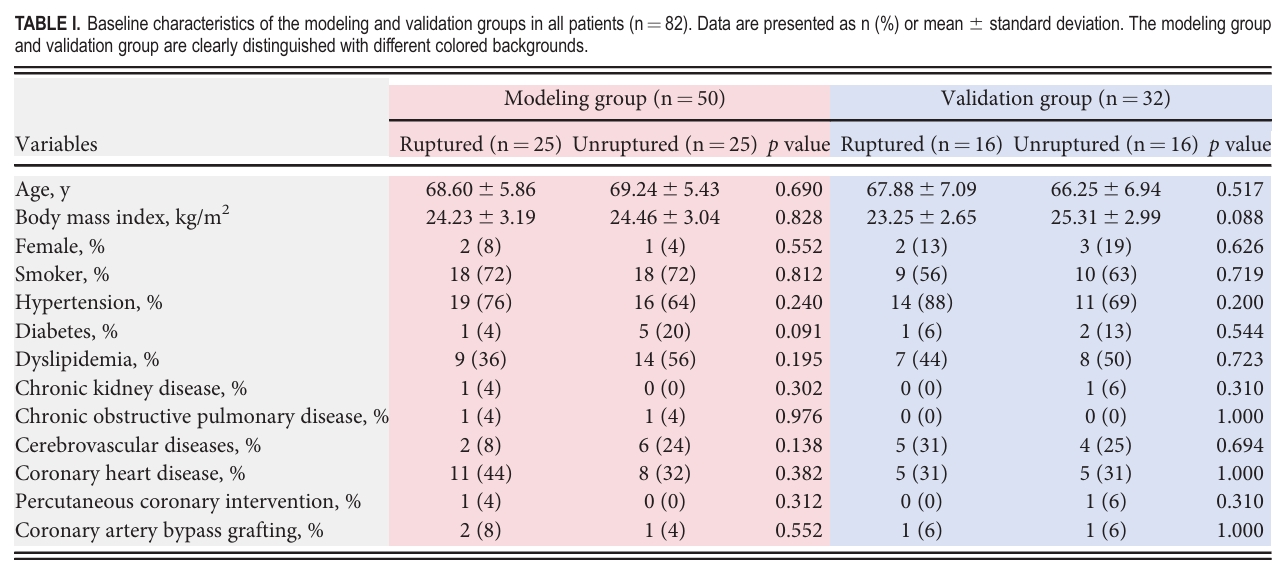 TABLE I. Baseline characteristics of the modeling and validation groups in all patients (n = 82). Data are presented as n (%) or mean ± standard deviation. The modeling group
and validation group are clearly distinguished with different colored backgrounds.
Modeling group (n = 50) Validation group (n = 32)
Variables Ruptured (n = 25) Unruptured (n = 25) p value Ruptured (n = 16) Unruptured (n = 16) p value
Age, y 68.60 ± 5.86 69.24 ± 5.43 0.690 67.88 ± 7.09 66.25 ± 6.94 0.517
Body mass index, kg/m² 24.23 ± 3.19 24.46 ± 3.04 0.828 23.25 ± 2.65 25.31 ± 2.99 0.088
Female, % 2 (8) 1 (4) 0.552 2 (13) 3 (19) 0.626
Smoker, % 18 (72) 18 (72) 0.812 9 (56) 10 (63) 0.719
Hypertension, % 19 (76) 16 (64) 0.240 14 (88) 11 (69) 0.200
Diabetes, % 1 (4) 5 (20) 0.091 1 (6) 2 (13) 0.544
Dyslipidemia, % 9 (36) 14 (56) 0.195 7 (44) 8 (50) 0.723
Chronic kidney disease, % 1 (4) 0 (0) 0.302 0 (0) 1 (6) 0.310
Chronic obstructive pulmonary disease, % 1 (4) 1 (4) 0.976 0 (0) 0 (0) 1.000
Cerebrovascular diseases, % 2 (8) 6 (24) 0.138 5 (31) 4 (25) 0.694
Coronary heart disease, % 11 (44) 8 (32) 0.382 5 (31) 5 (31) 1.000
Percutaneous coronary intervention, % 1 (4) 0 (0) 0.312 0 (0) 1 (6) 0.310
Coronary artery bypass grafting, % 2 (8) 1 (4) 0.552 1 (6) 1 (6) 1.000